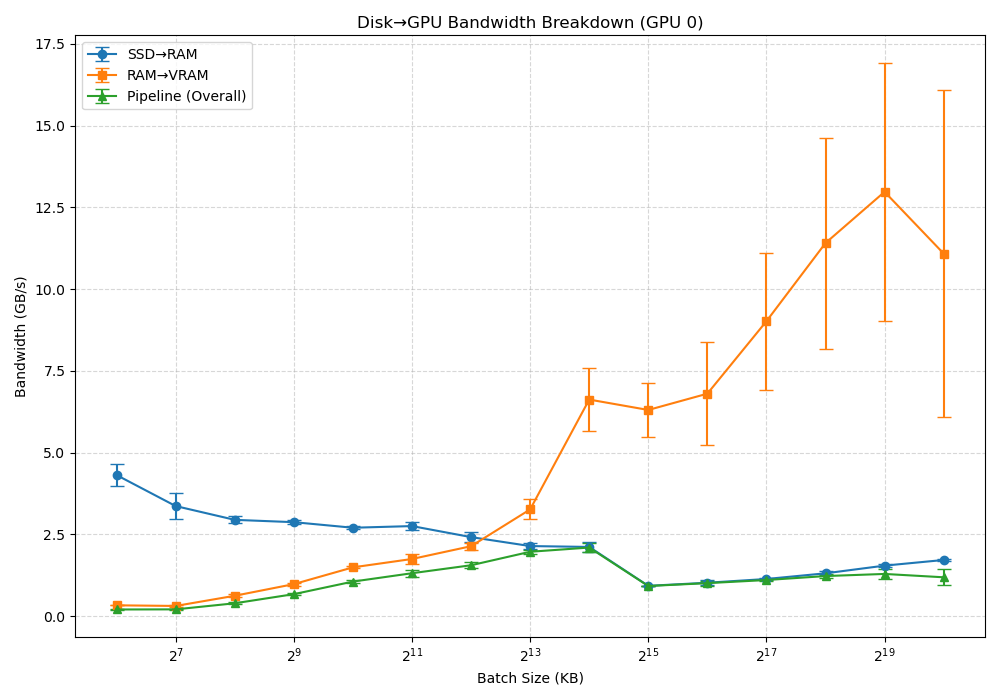 Disk→GPU Bandwidth Breakdown (GPU 0)
SSD→RAM
RAM→VRAM
Pipeline (Overall)
17.5
15.0
12.5
10.0
7.5
5.0
2.5
0.0
Bandwidth (GB/s)
2^7 2^9 2^11 2^13 2^15 2^17 2^19
Batch Size (KB)